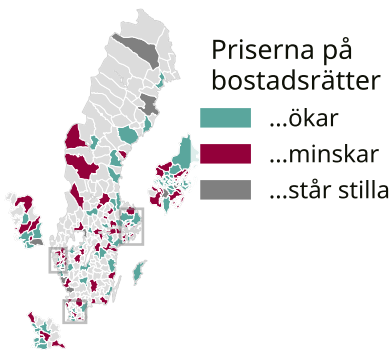 Priserna på
bostadsrätter
...ökar
...minskar
...står stilla